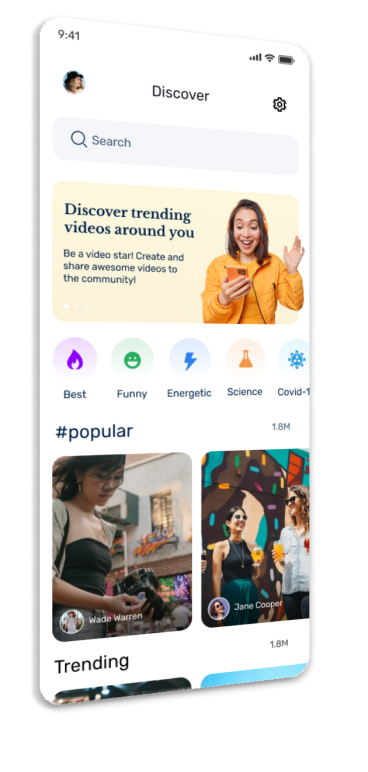 9:41
Discover
Search
Discover trending
videos around you
Be a video star! Create and
share awesome videos to
the community!
Best
Funny
Energetic
Science
Covid-1
#popular
1.8M
Wade Warren
Jane Cooper
Trending
1.8M